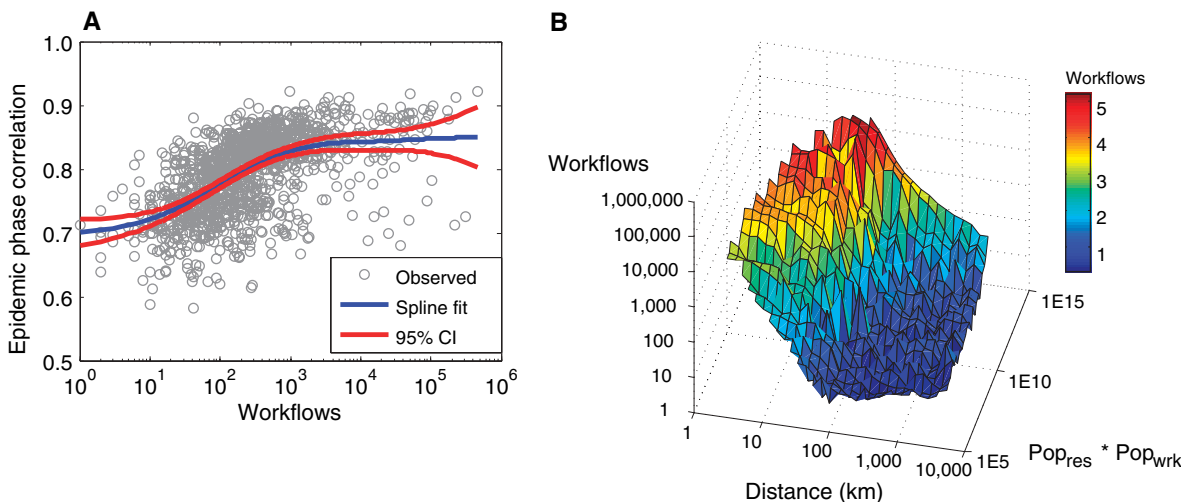 A
Epidemic phase correlation
1.0
0.9
0.8
0.7
0.6
0.5
10^0 10^1 10^2 10^3 10^4 10^5 10^6
Workflows
Observed
Spline fit
95% CI
B
Workflows
1,000,000
100,000
10,000
1,000
100
10
1
1 10 100 1,000 10,000
Distance (km)
1E5
1E10
1E15
Pop_res * Pop_wrk
Workflows
5
4
3
2
1